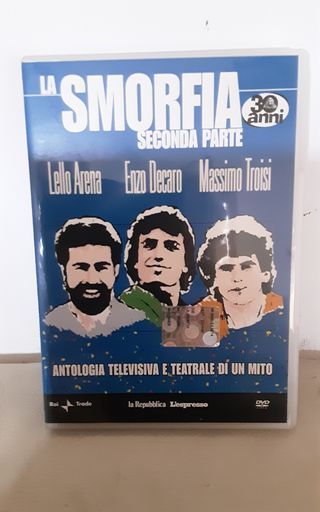 LA SMORFIA
SECONDA PARTE
30 anni
Lello Arena Enzo Decaro Massimo Troisi
ANTOLOGIA TELEVISIVA E TEATRALE DI UN MITO
Rai Trade la Repubblica L'espresso DVD